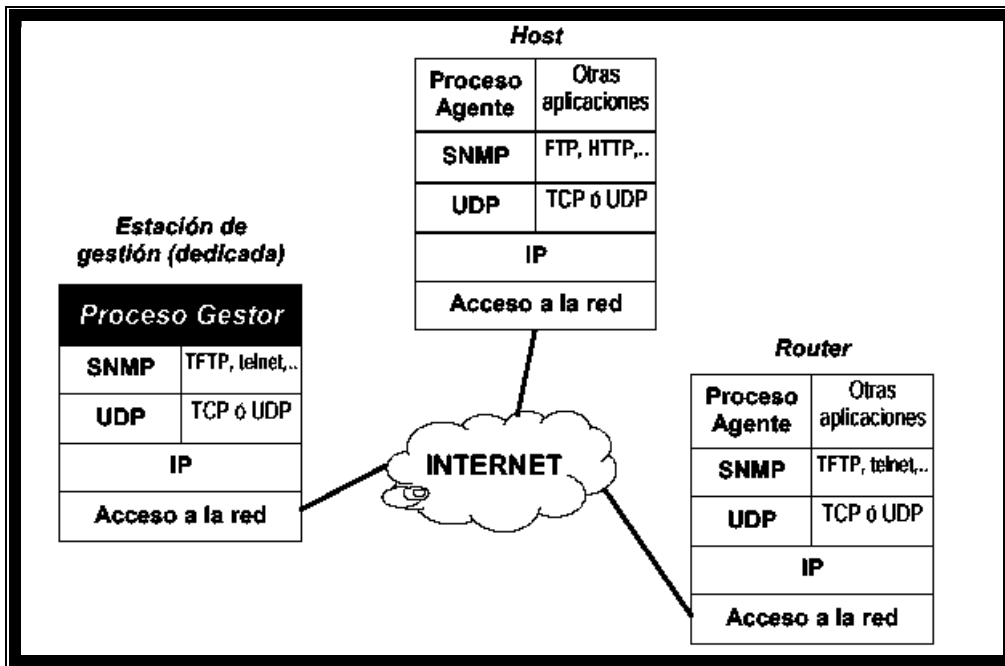 Host
Proceso
Agente
Otras
aplicaciones
SNMP
FTP, HTTP,..
UDP
TCP ó UDP
IP
Acceso a la red
Estación de
gestión (dedicada)
Proceso Gestor
SNMP
TFTP, telnet,..
UDP
TCP ó UDP
IP
Acceso a la red
INTERNET
Router
Proceso
Agente
Otras
aplicaciones
SNMP
TFTP, telnet,..
UDP
TCP ó UDP
IP
Acceso a la red